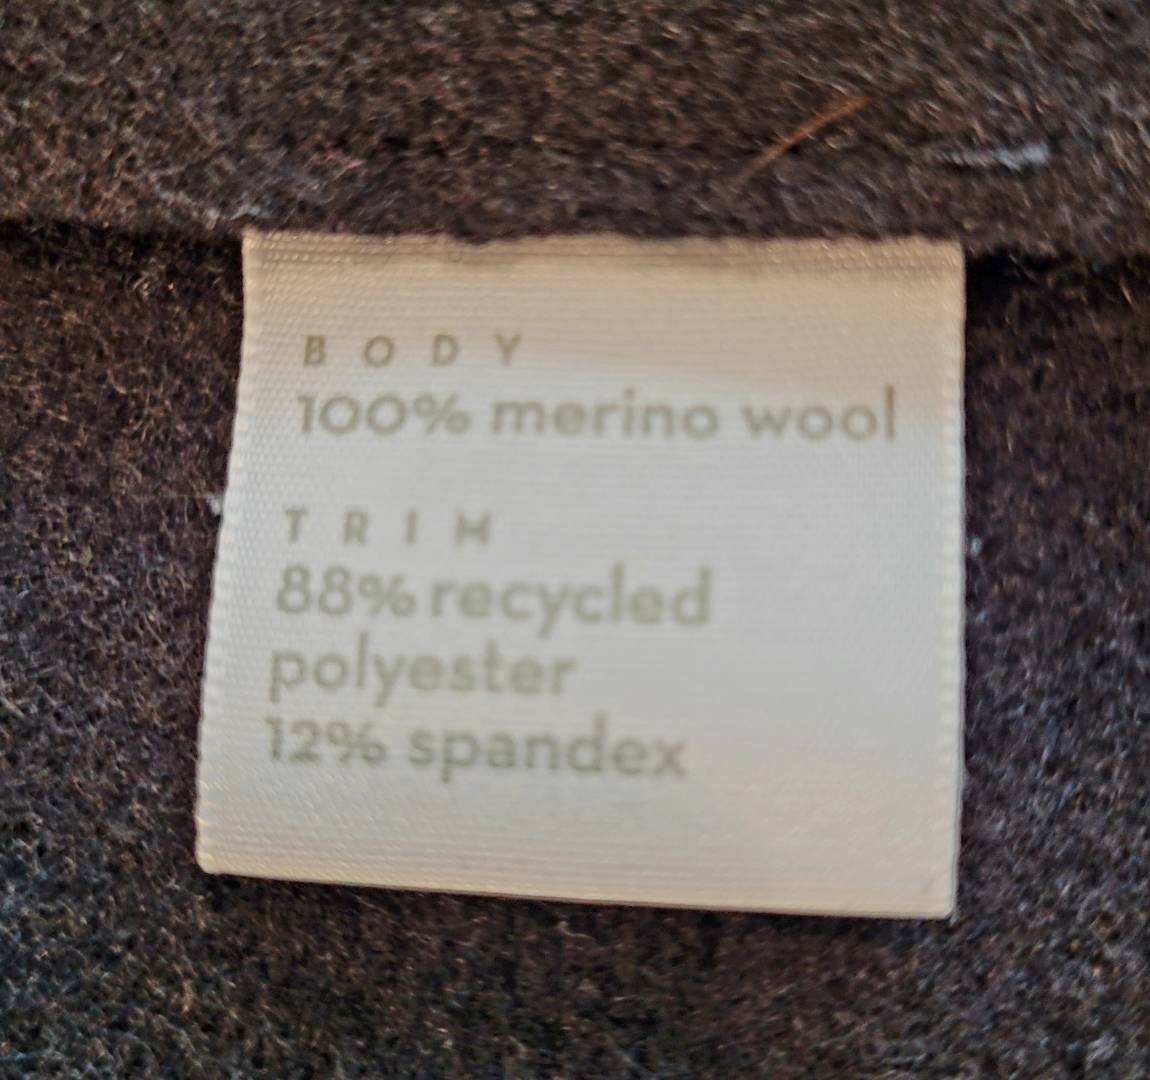 BODY
100% merino wool
TRIM
88% recycled
polyester
12% spandex